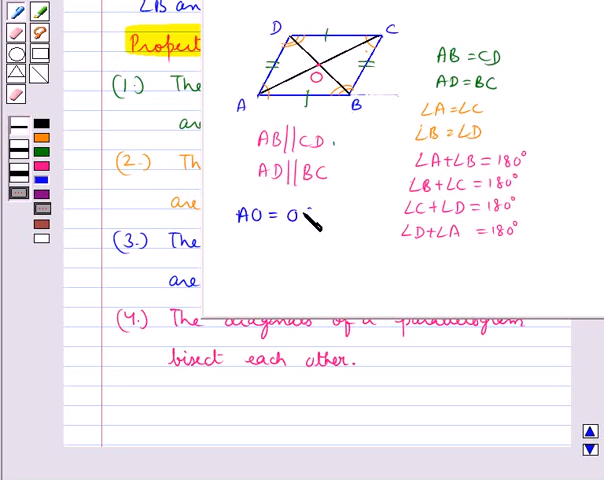 ∠B an
Propert
(1.) The
a
(2.) Th
are
(3.) The
are
(4.) The diagonals of a parallelogram
bisect each other.
D C
O
A B
AB||CD.
AD||BC
AO = O
AB = CD
AD = BC
∠A = ∠C
∠B = ∠D
∠A+∠B = 180°
∠B+∠C = 180°
∠C+∠D = 180°
∠D+∠A = 180°